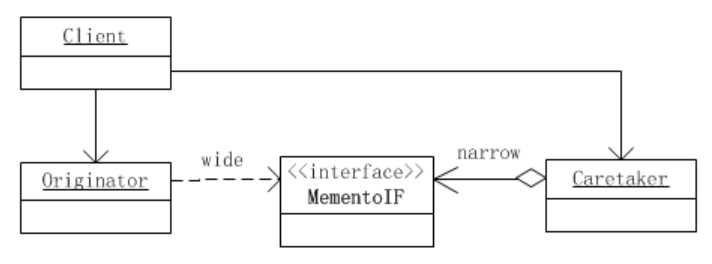 Client
wide
narrow
Originator
<<interface>>
MementoIF
Caretaker